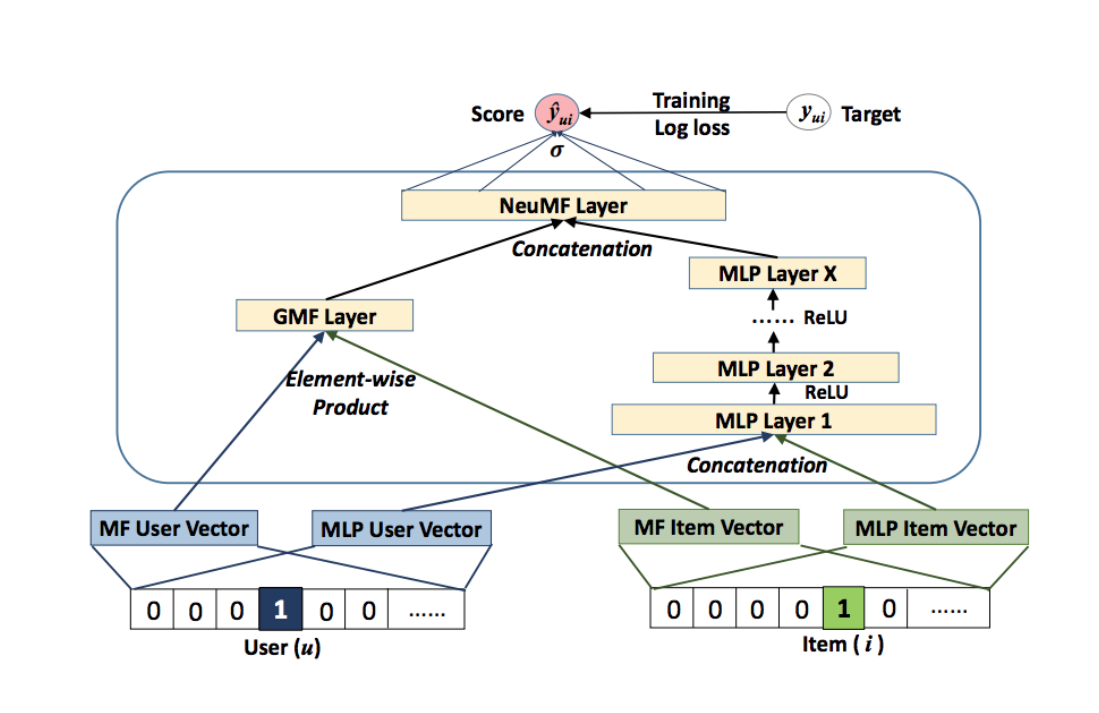 Score ŷui Training yui Target
Log loss
σ
NeuMF Layer
Concatenation
MLP Layer X
GMF Layer
...... ReLU
Element-wise
Product
MLP Layer 2
ReLU
MLP Layer 1
Concatenation
MF User Vector MLP User Vector MF Item Vector MLP Item Vector
0 0 0 1 0 0 ...... 0 0 0 0 1 0 ......
User (u) Item ( i )